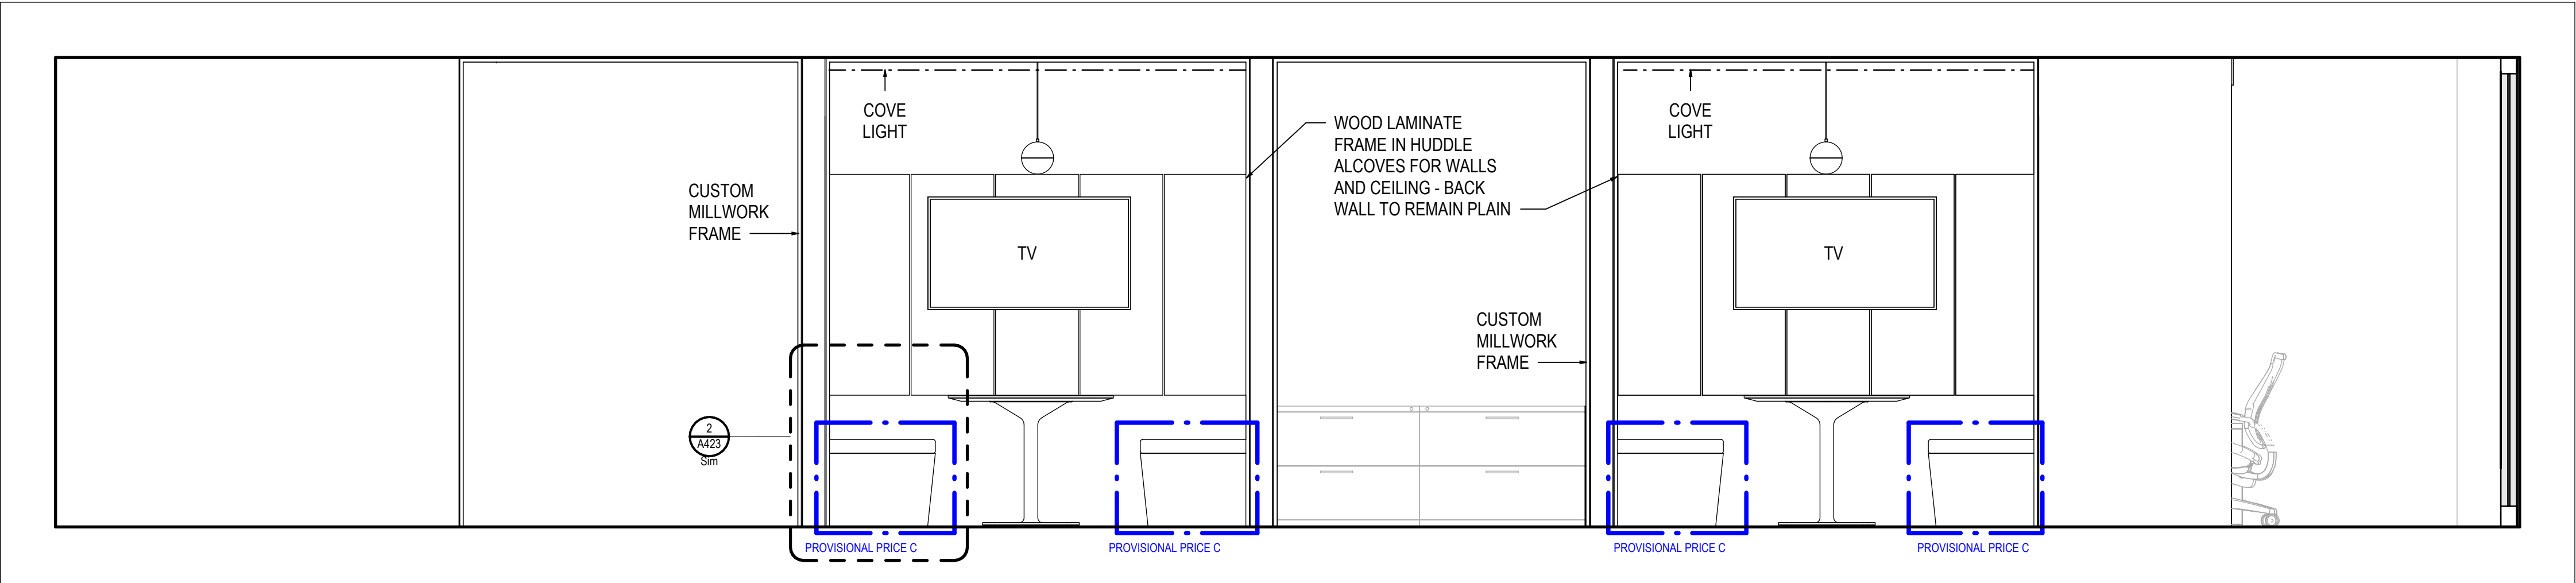 COVE
LIGHT
CUSTOM
MILLWORK
FRAME
TV
WOOD LAMINATE
FRAME IN HUDDLE
ALCOVES FOR WALLS
AND CEILING - BACK
WALL TO REMAIN PLAIN
COVE
LIGHT
TV
CUSTOM
MILLWORK
FRAME
2
A423
Sim
PROVISIONAL PRICE C
PROVISIONAL PRICE C
PROVISIONAL PRICE C
PROVISIONAL PRICE C